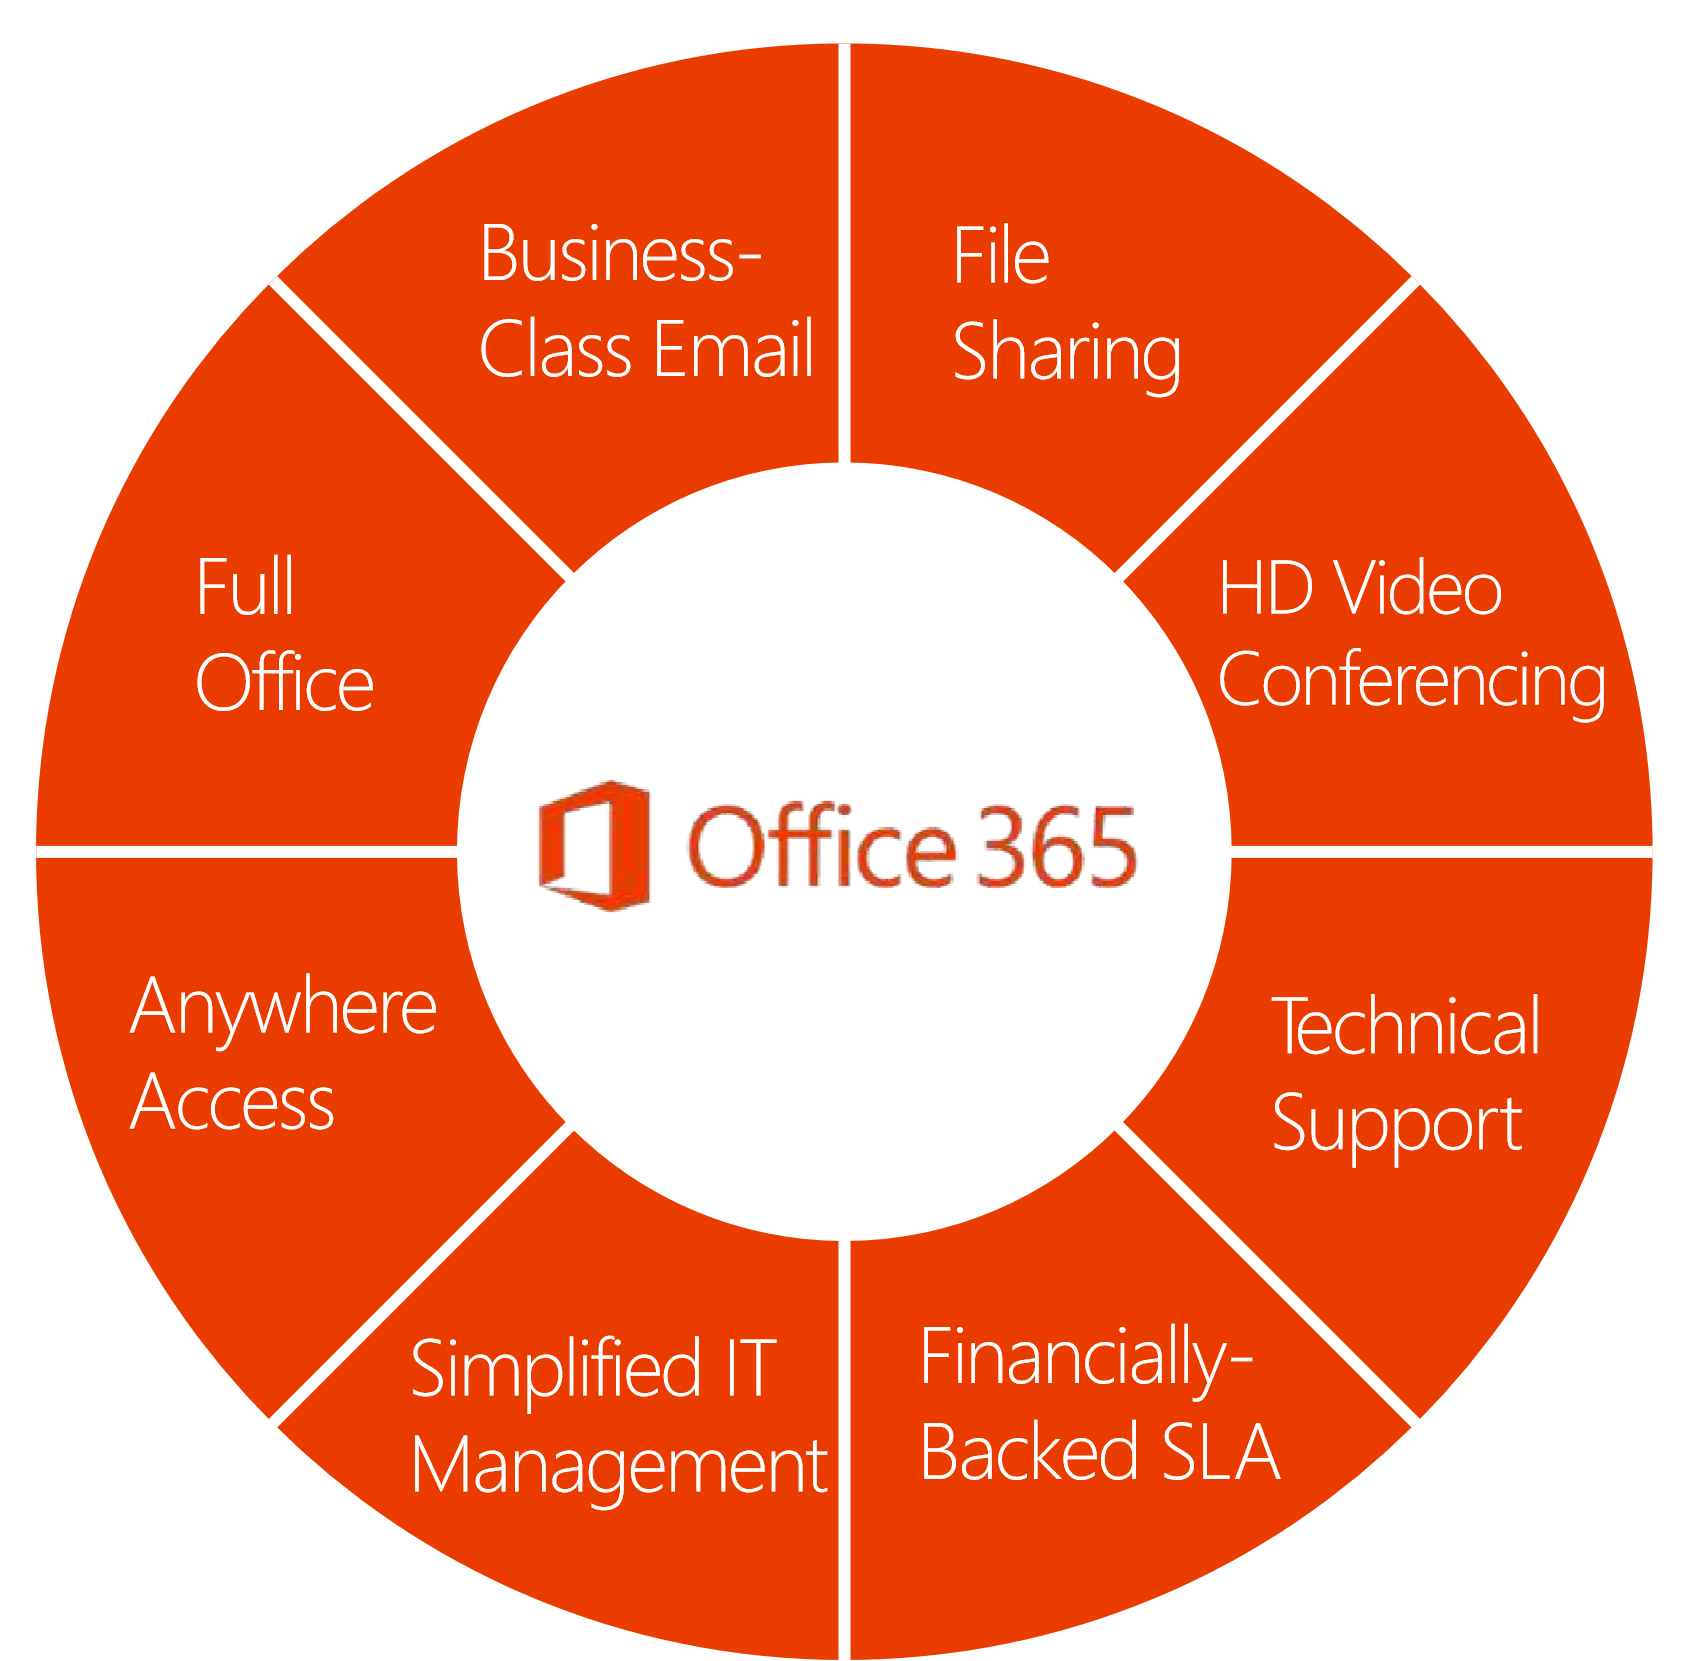 Business-
Class Email
File
Sharing
HD Video
Conferencing
Technical
Support
Financially-
Backed SLA
Simplified IT
Management
Anywhere
Access
Full
Office
Office 365